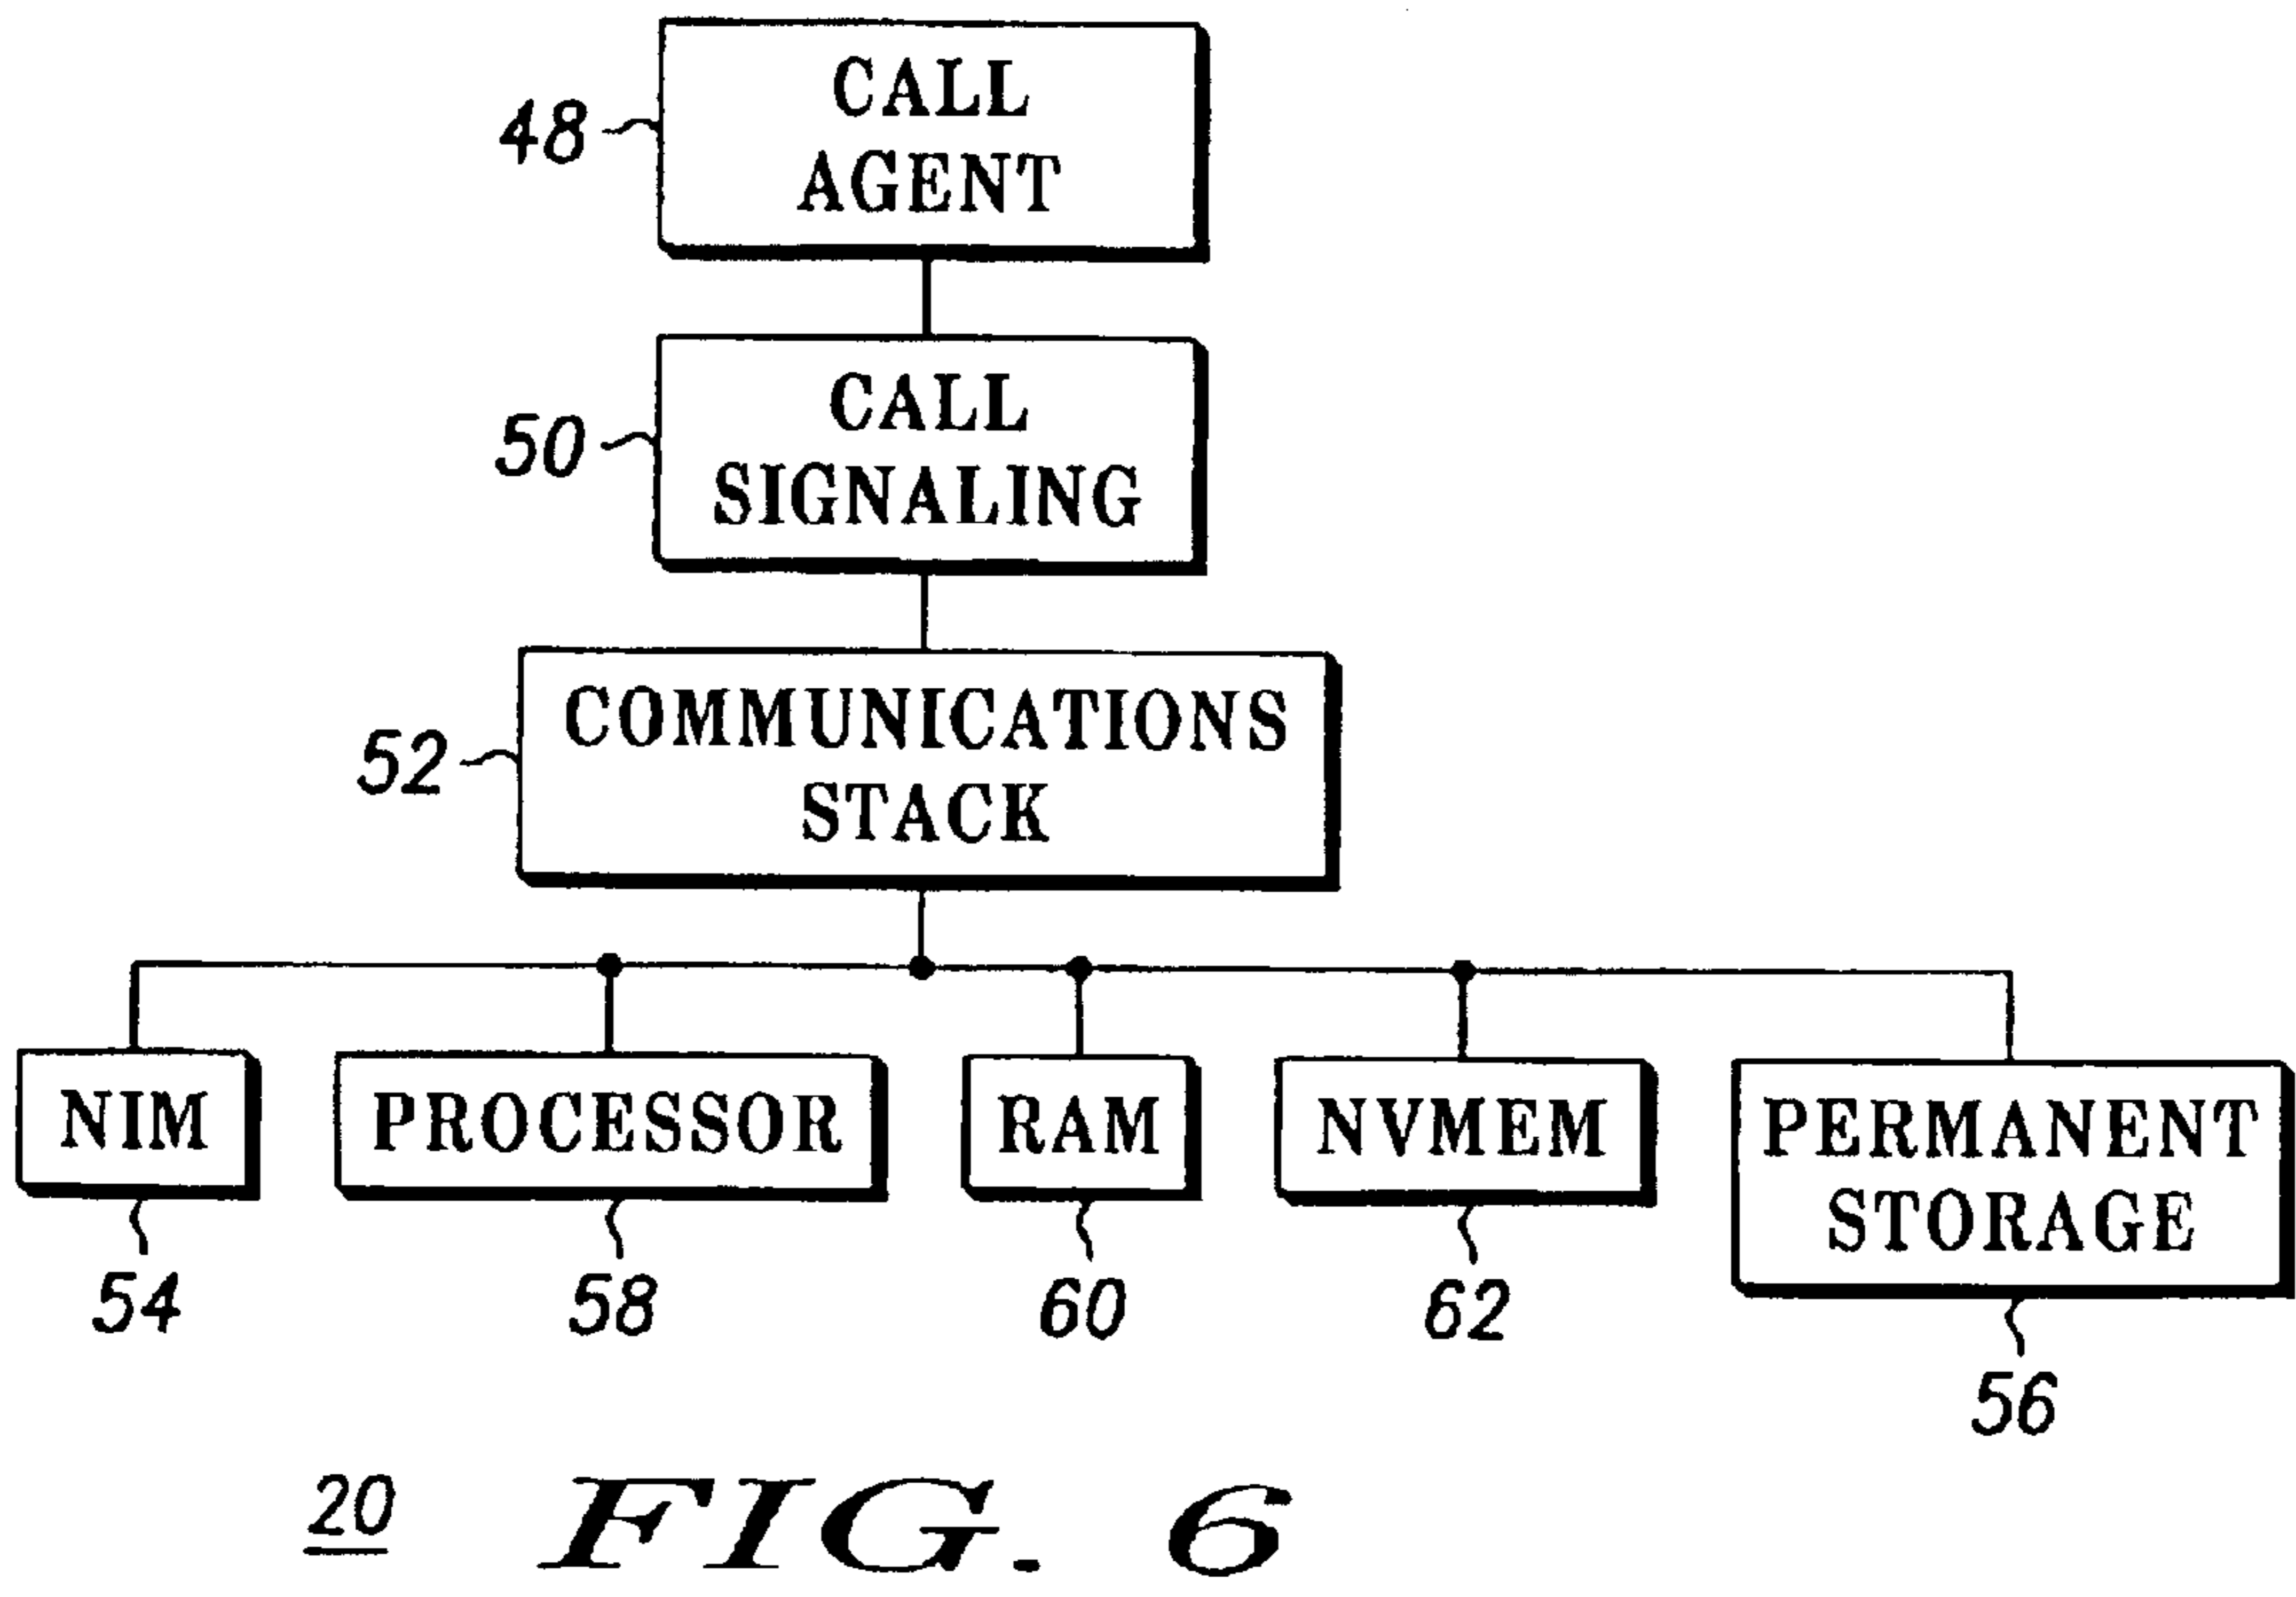 CALL
AGENT
48
CALL
SIGNALING
50
COMMUNICATIONS
STACK
52
NIM
PROCESSOR
RAM
NVMEM
PERMANENT
STORAGE
54
58
60
62
56
20
FIG. 6